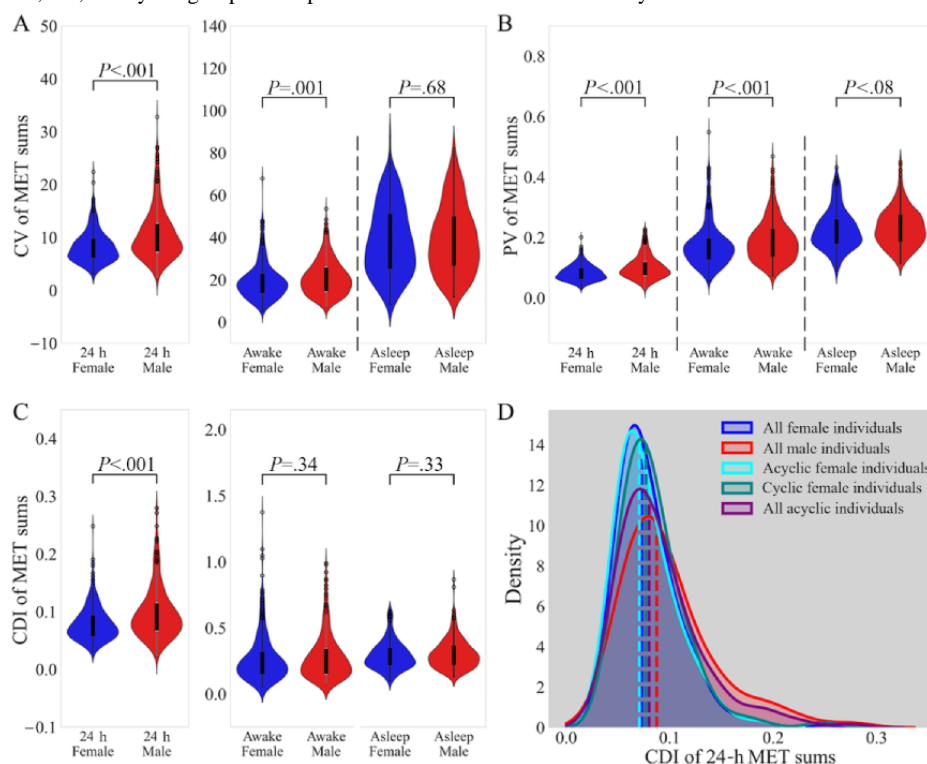 A
CV of MET sums
50
40
30
20
10
0
−10
P<.001
24 h Female
24 h Male
140
120
100
80
60
40
20
0
P=.001
P=.68
Awake Female
Awake Male
Asleep Female
Asleep Male
B
PV of MET sums
0.8
0.6
0.4
0.2
0.0
P<.001
P<.001
P<.08
24 h Female
24 h Male
Awake Female
Awake Male
Asleep Female
Asleep Male
C
CDI of MET sums
0.4
0.3
0.2
0.1
0.0
−0.1
P<.001
24 h Female
24 h Male
2.0
1.5
1.0
0.5
0.0
P=.34
P=.33
Awake Female
Awake Male
Asleep Female
Asleep Male
D
Density
14
12
10
8
6
4
2
0
All female individuals
All male individuals
Acyclic female individuals
Cyclic female individuals
All acyclic individuals
0.0 0.1 0.2 0.3
CDI of 24-h MET sums